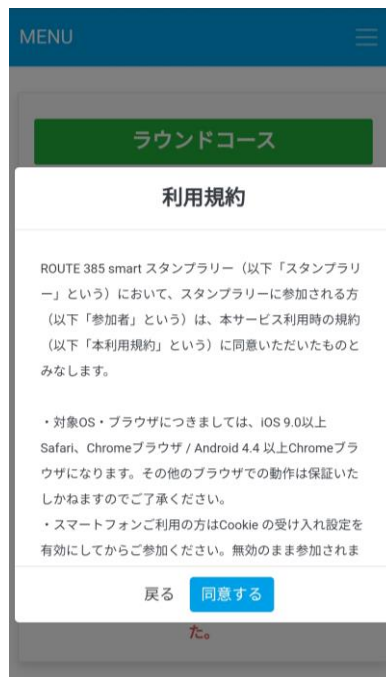 MENU
ラウンドコース
利用規約
ROUTE 385 smart スタンプラリー（以下「スタンプラリ
ー」という）において、スタンプラリーに参加される方
（以下「参加者」という）は、本サービス利用時の規約
（以下「本利用規約」という）に同意いただいたものと
みなします。
・対象OS・ブラウザにつきましては、iOS 9.0以上
Safari、Chromeブラウザ / Android 4.4 以上Chromeブラ
ウザになります。その他のブラウザでの動作は保証いた
しかねますのでご了承ください。
・スマートフォンご利用の方はCookie の受け入れ設定を
有効にしてからご参加ください。無効のまま参加されま
戻る 同意する
た。